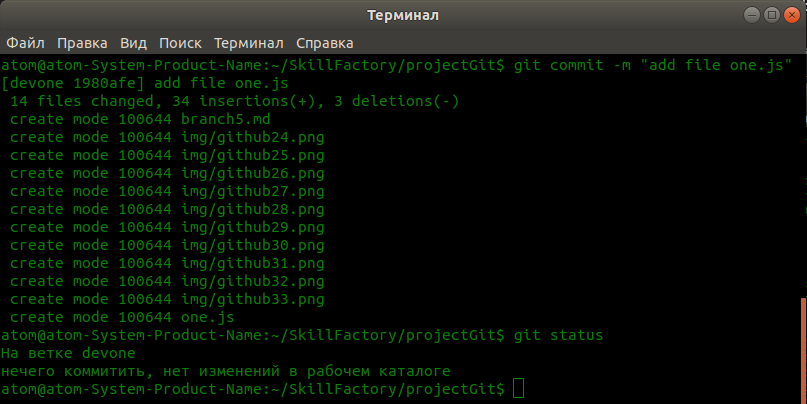 Терминал
Файл Правка Вид Поиск Терминал Справка
atom@atom-System-Product-Name:~/SkillFactory/projectGit$ git commit -m "add file one.js"
[devone 1980afe] add file one.js
 14 files changed, 34 insertions(+), 3 deletions(-)
 create mode 100644 branch5.md
 create mode 100644 img/github24.png
 create mode 100644 img/github25.png
 create mode 100644 img/github26.png
 create mode 100644 img/github27.png
 create mode 100644 img/github28.png
 create mode 100644 img/github29.png
 create mode 100644 img/github30.png
 create mode 100644 img/github31.png
 create mode 100644 img/github32.png
 create mode 100644 img/github33.png
 create mode 100644 one.js
atom@atom-System-Product-Name:~/SkillFactory/projectGit$ git status
На ветке devone
нечего коммитить, нет изменений в рабочем каталоге
atom@atom-System-Product-Name:~/SkillFactory/projectGit$